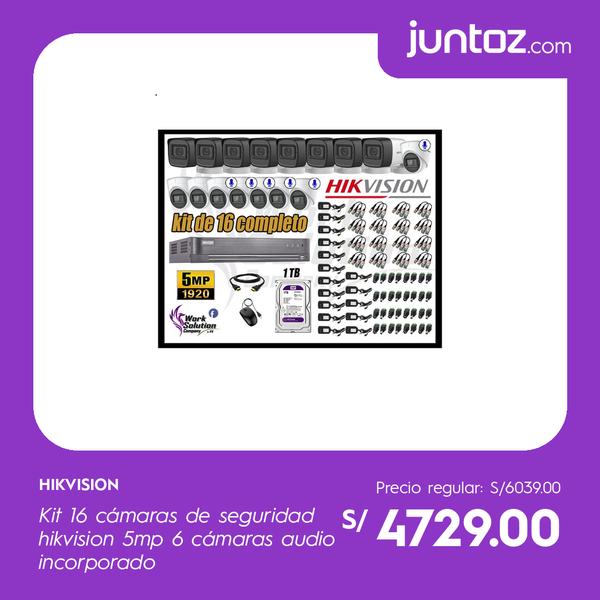 juntoz.com
HIKVISION
kit de 16 completo
5MP
1920
1 TB
Work
Solution
Company
HIKVISION
Precio regular: S/6039.00
Kit 16 cámaras de seguridad
hikvision 5mp 6 cámaras audio
incorporado
S/ 4729.00